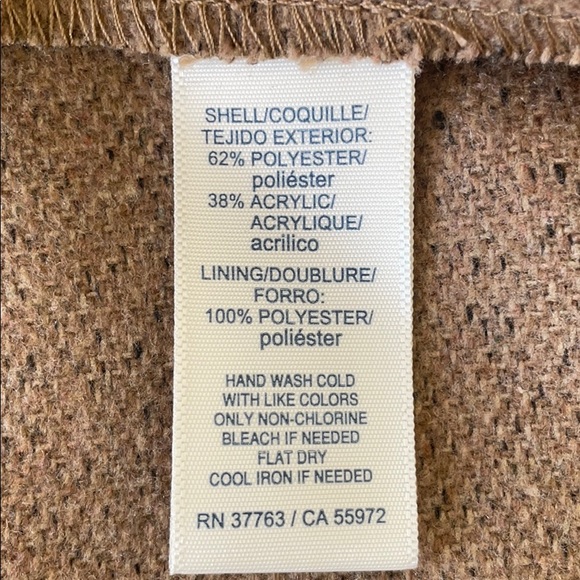 SHELL/COQUILLE/
TEJIDO EXTERIOR:
62% POLYESTER/
poliéster
38% ACRYLIC/
ACRYLIQUE/
acrilico
LINING/DOUBLURE/
FORRO:
100% POLYESTER/
poliéster
HAND WASH COLD
WITH LIKE COLORS
ONLY NON-CHLORINE
BLEACH IF NEEDED
FLAT DRY
COOL IRON IF NEEDED
RN 37763 / CA 55972